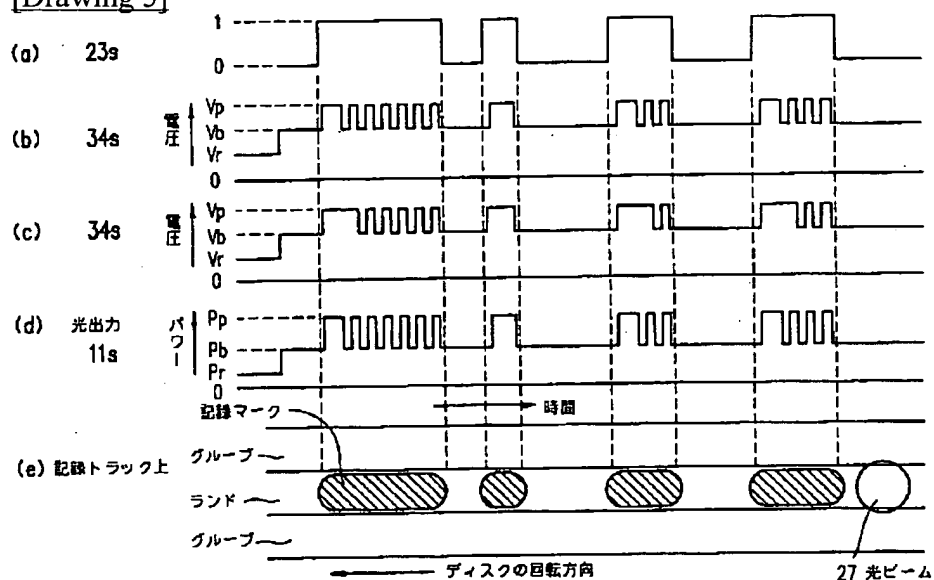 [Drawing 5]
(a) 23s 1
0
(b) 34s 電圧 Vp
Vb
Vr
0
(c) 34s 電圧 Vp
Vb
Vr
0
(d) 光出力 11s パワー Pp
Pb
Pr
0
記録マーク
時間
(e) 記録トラック上
グルーブ
ランド
グルーブ
ディスクの回転方向
27 光ビーム